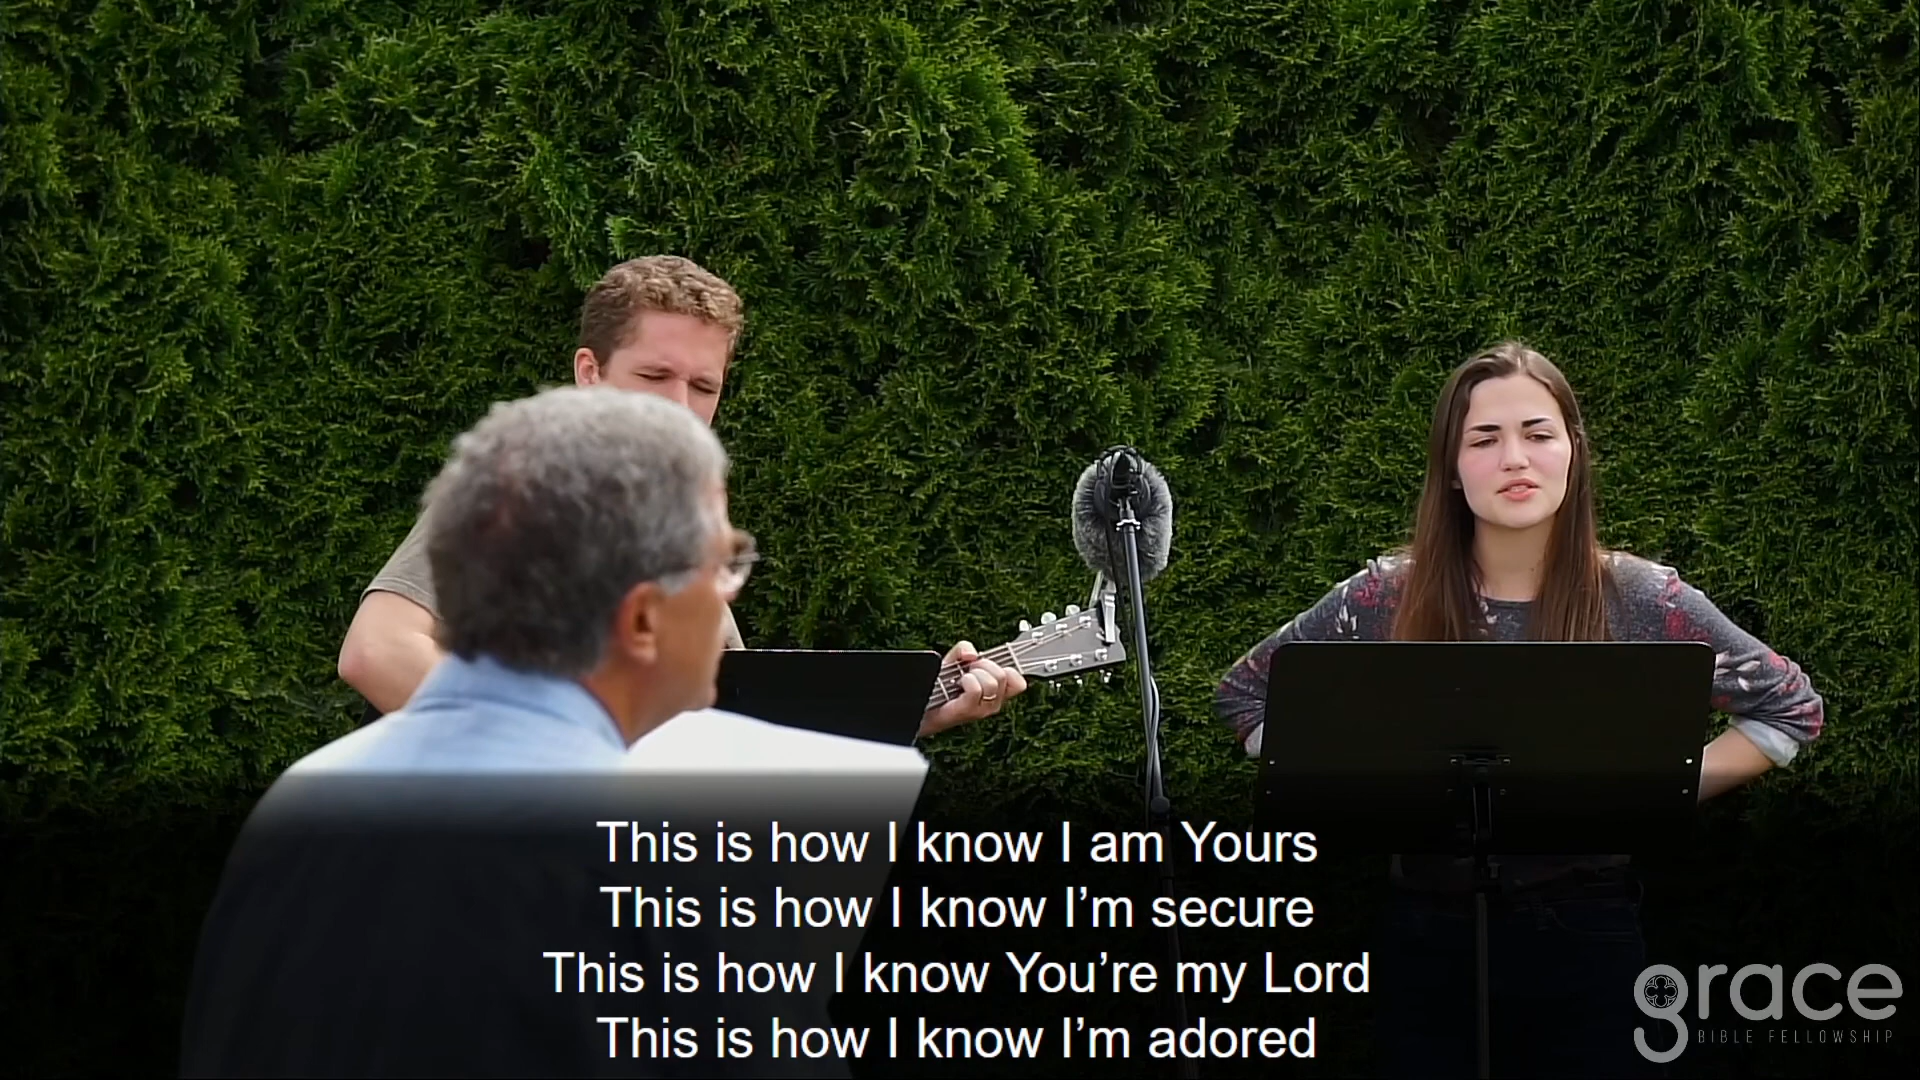 This is how I know I am Yours
This is how I know I’m secure
This is how I know You’re my Lord
This is how I know I’m adored
grace
BIBLE FELLOWSHIP